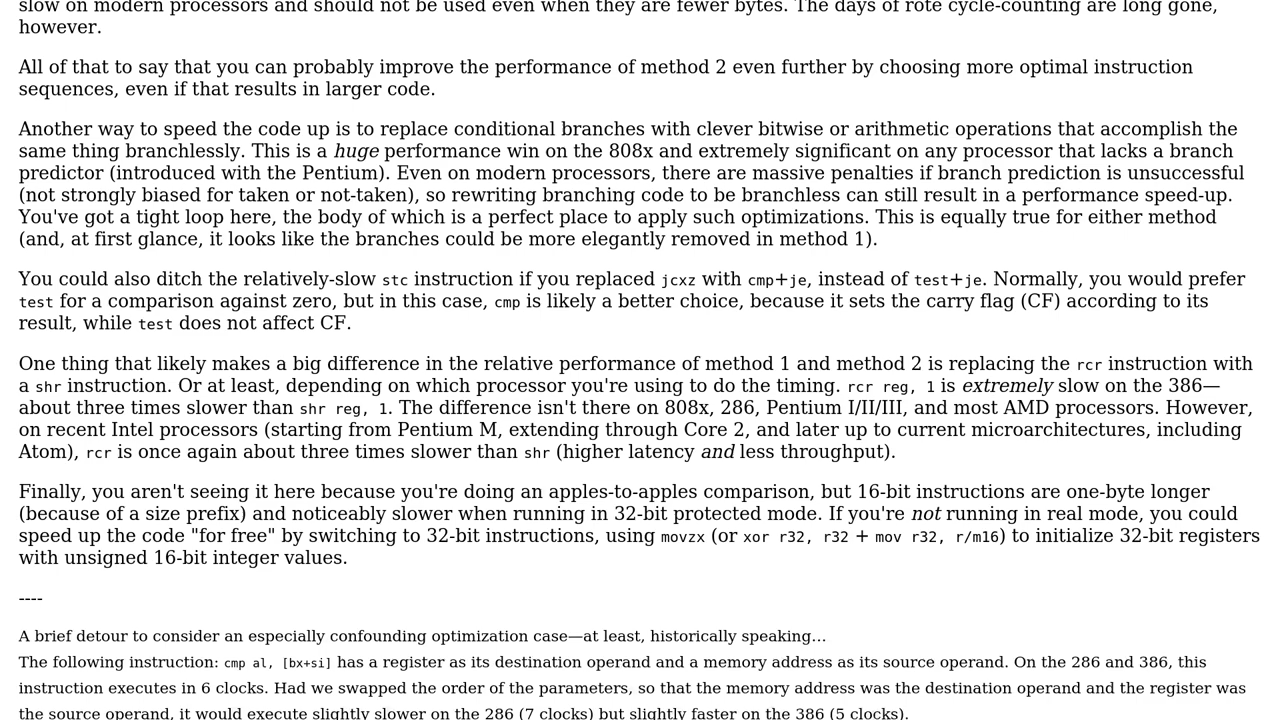 slow on modern processors and should not be used even when they are fewer bytes. The days of rote cycle-counting are long gone,
however.
All of that to say that you can probably improve the performance of method 2 even further by choosing more optimal instruction
sequences, even if that results in larger code.
Another way to speed the code up is to replace conditional branches with clever bitwise or arithmetic operations that accomplish the
same thing branchlessly. This is a huge performance win on the 808x and extremely significant on any processor that lacks a branch
predictor (introduced with the Pentium). Even on modern processors, there are massive penalties if branch prediction is unsuccessful
(not strongly biased for taken or not-taken), so rewriting branching code to be branchless can still result in a performance speed-up.
You've got a tight loop here, the body of which is a perfect place to apply such optimizations. This is equally true for either method
(and, at first glance, it looks like the branches could be more elegantly removed in method 1).
You could also ditch the relatively-slow stc instruction if you replaced jcxz with cmp+je, instead of test+je. Normally, you would prefer
test for a comparison against zero, but in this case, cmp is likely a better choice, because it sets the carry flag (CF) according to its
result, while test does not affect CF.
One thing that likely makes a big difference in the relative performance of method 1 and method 2 is replacing the rcr instruction with
a shr instruction. Or at least, depending on which processor you're using to do the timing. rcr reg, 1 is extremely slow on the 386—
about three times slower than shr reg, 1. The difference isn't there on 808x, 286, Pentium I/II/III, and most AMD processors. However,
on recent Intel processors (starting from Pentium M, extending through Core 2, and later up to current microarchitectures, including
Atom), rcr is once again about three times slower than shr (higher latency and less throughput).
Finally, you aren't seeing it here because you're doing an apples-to-apples comparison, but 16-bit instructions are one-byte longer
(because of a size prefix) and noticeably slower when running in 32-bit protected mode. If you're not running in real mode, you could
speed up the code "for free" by switching to 32-bit instructions, using movzx (or xor r32, r32 + mov r32, r/m16) to initialize 32-bit registers
with unsigned 16-bit integer values.
----
A brief detour to consider an especially confounding optimization case—at least, historically speaking…
The following instruction: cmp al, [bx+si] has a register as its destination operand and a memory address as its source operand. On the 286 and 386, this
instruction executes in 6 clocks. Had we swapped the order of the parameters, so that the memory address was the destination operand and the register was
the source operand, it would execute slightly slower on the 286 (7 clocks) but slightly faster on the 386 (5 clocks).